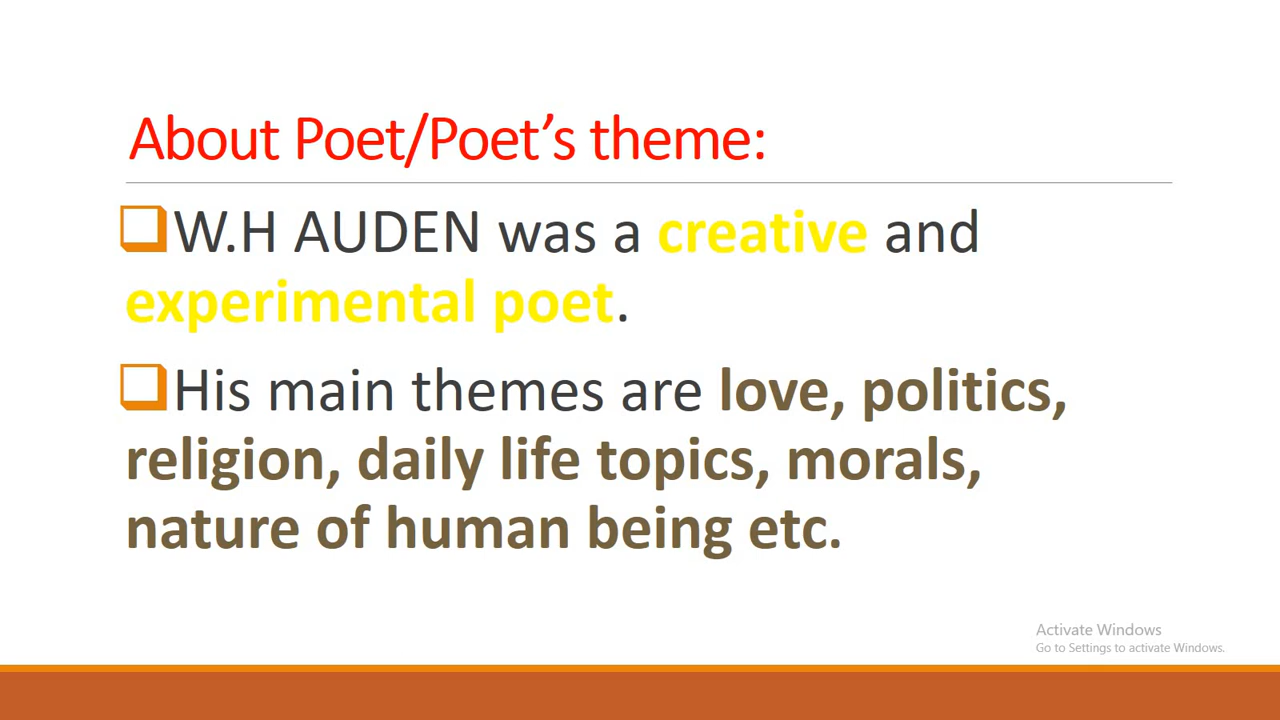 About Poet/Poet’s theme:
W.H AUDEN was a creative and
experimental poet.
His main themes are love, politics,
religion, daily life topics, morals,
nature of human being etc.
Activate Windows
Go to Settings to activate Windows.